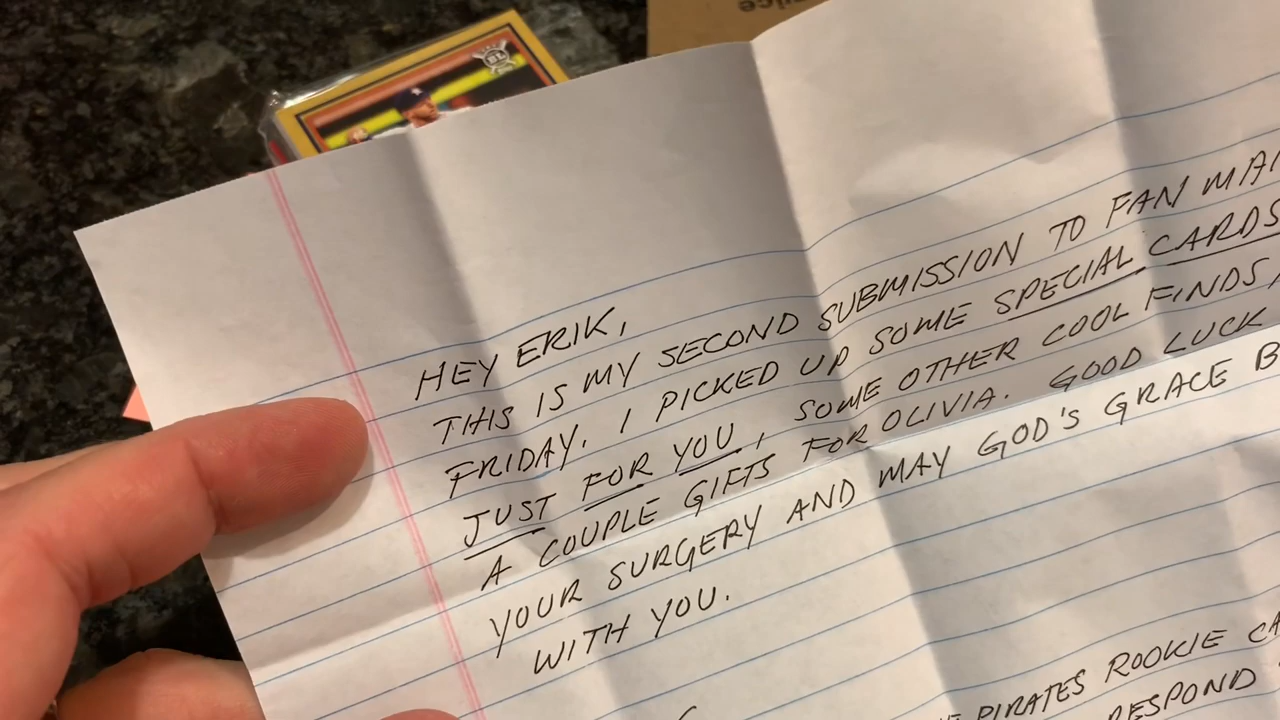 BL
HEY ERIK,
THIS IS MY SECOND SUBMISSION TO FAN MAI
FRIDAY. I PICKED UP SOME SPECIAL CARDS
JUST FOR YOU, SOME OTHER COOL FINDS,
A COUPLE GIFTS FOR OLIVIA. GOOD LUCK
YOUR SURGERY AND MAY GOD'S GRACE B
WITH YOU.
PIRATES ROOKIE CA
RESPOND